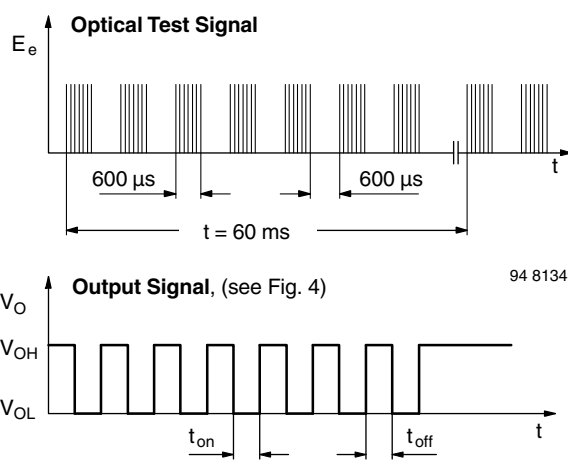 Optical Test Signal
E_e
600 μs
600 μs
t
t = 60 ms
94 8134
Output Signal, (see Fig. 4)
V_O
V_OH
V_OL
t_on
t_off
t